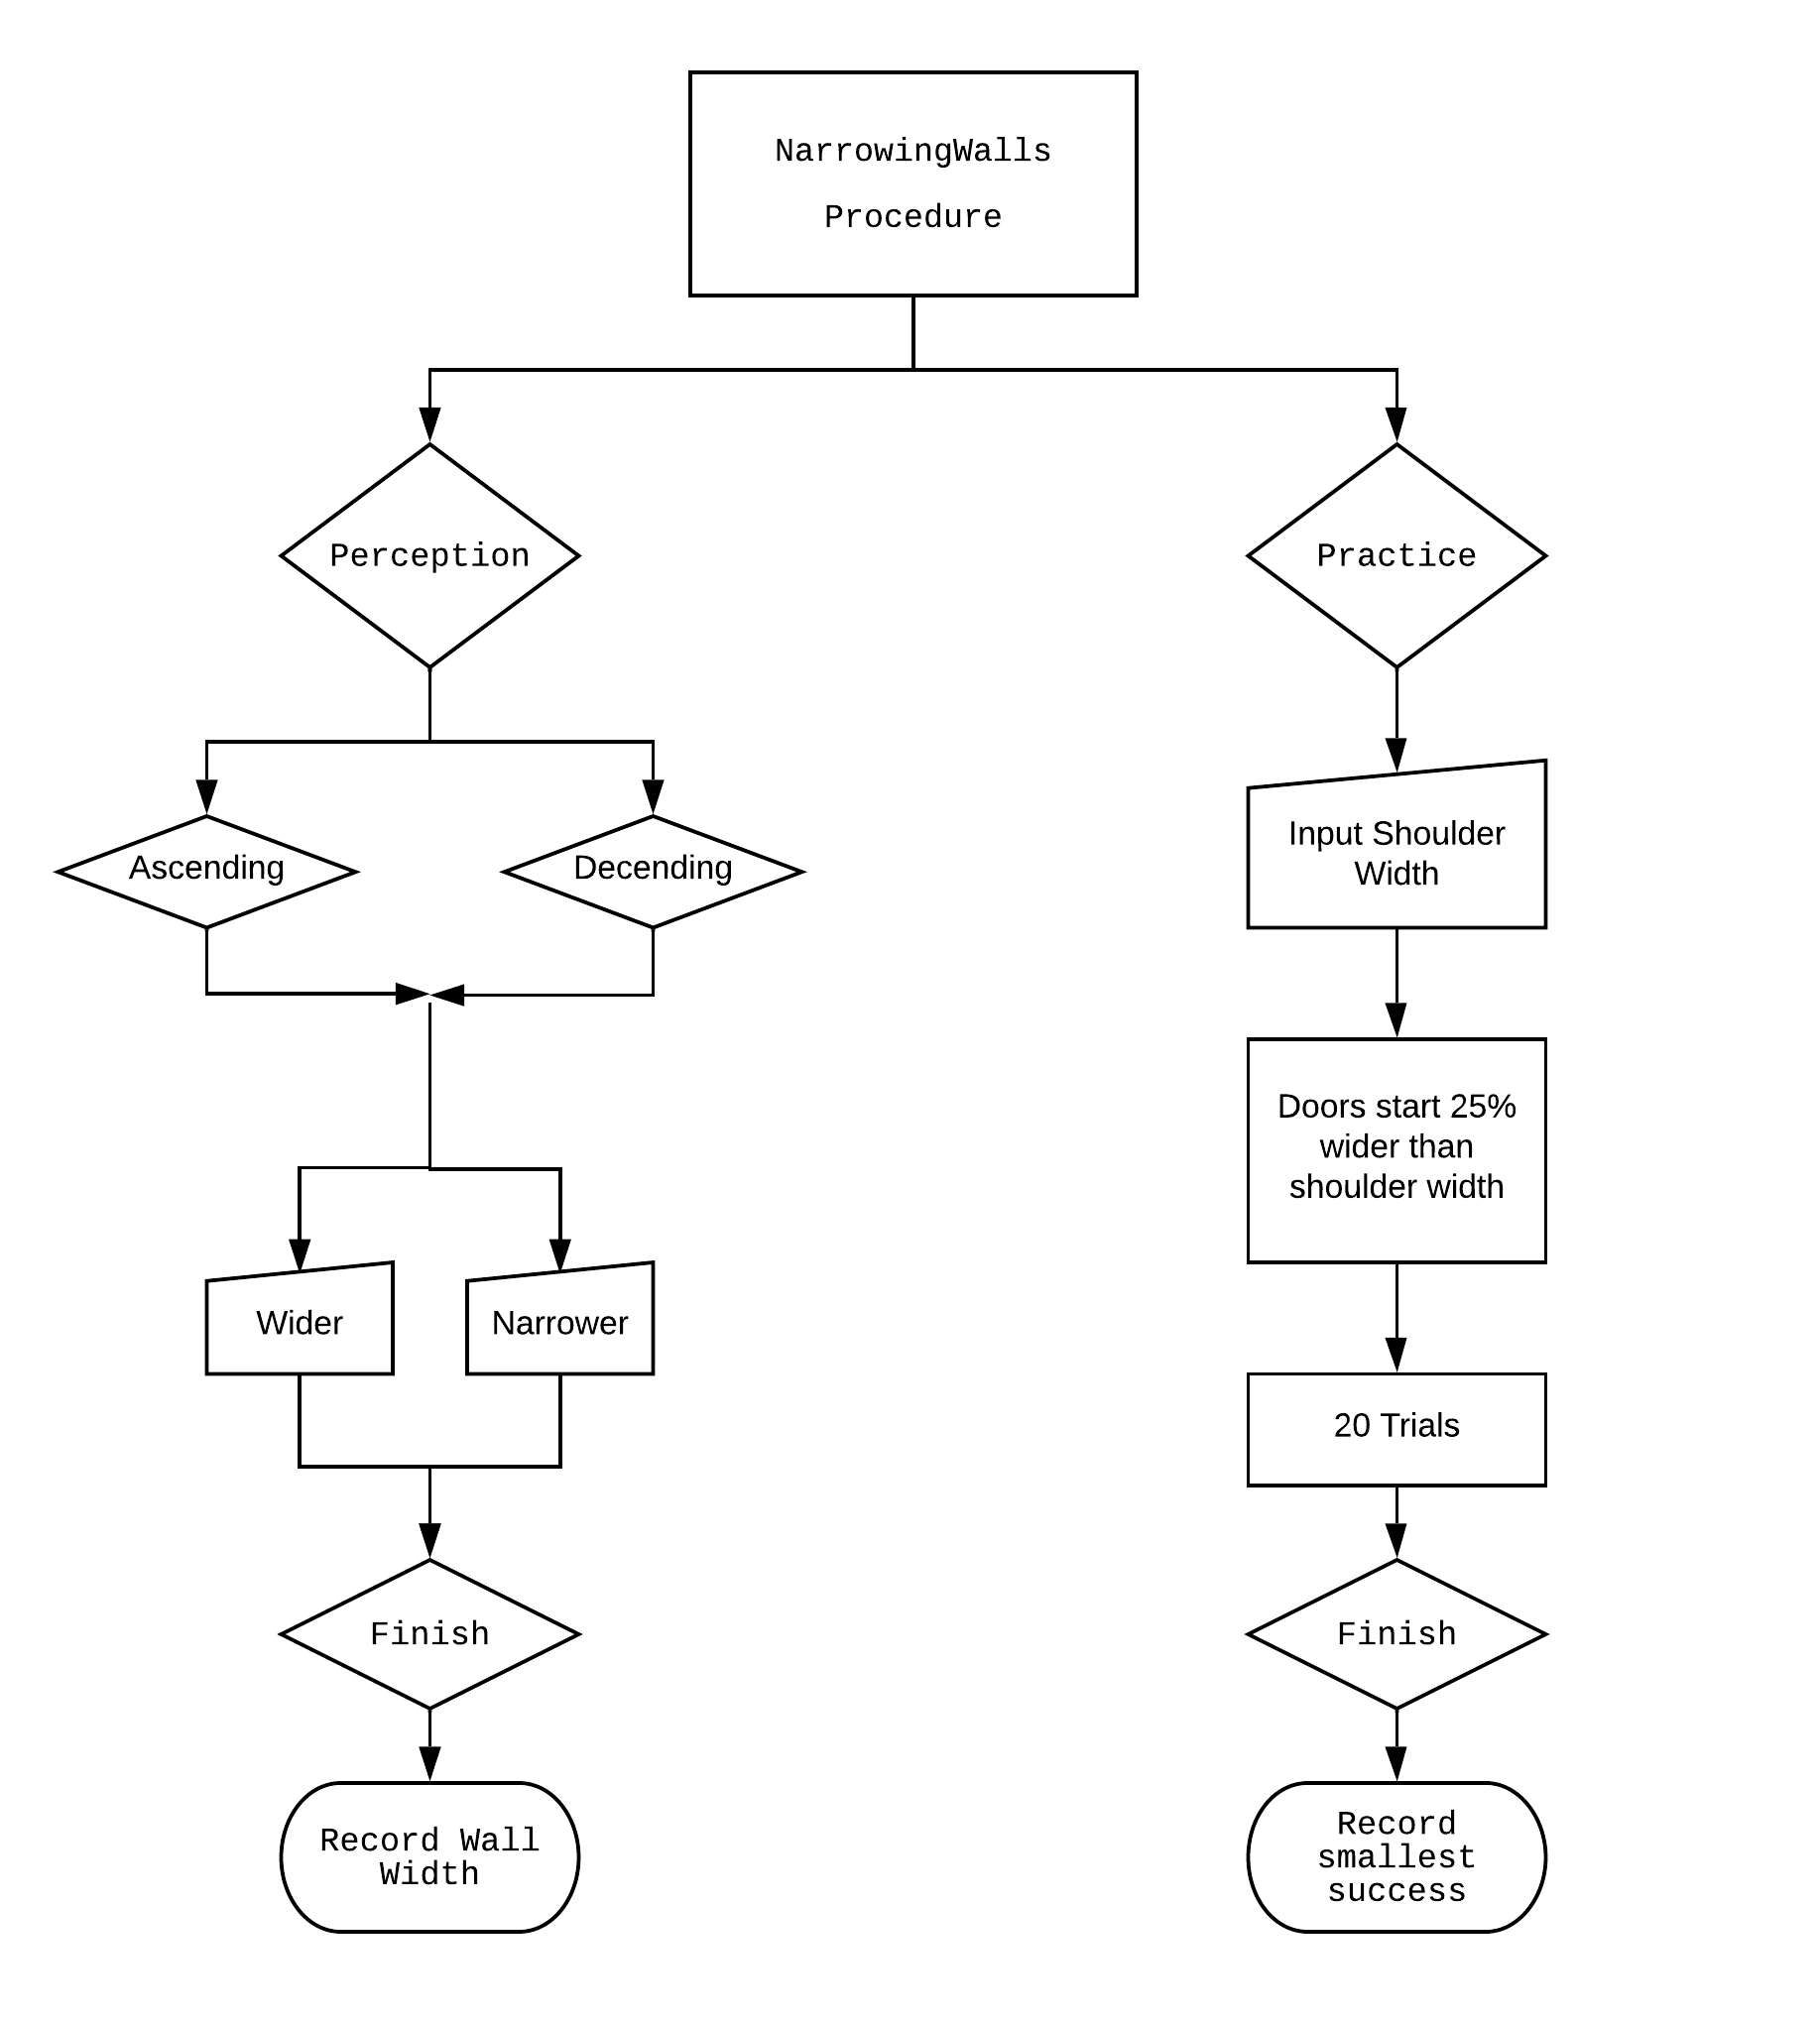 NarrowingWalls
Procedure
Perception
Practice
Ascending
Decending
Input Shoulder
Width
Doors start 25%
wider than
shoulder width
Wider
Narrower
20 Trials
Finish
Finish
Record Wall
Width
Record
smallest
success